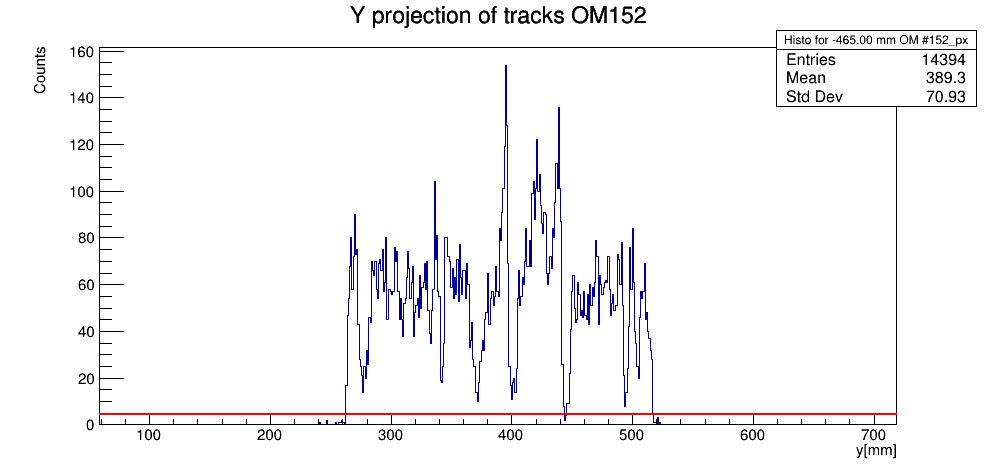 Y projection of tracks OM152
Histo for -465.00 mm OM #152_px
Entries 14394
Mean 389.3
Std Dev 70.93
Counts
160
140
120
100
80
60
40
20
0
100 200 300 400 500 600 700
y[mm]